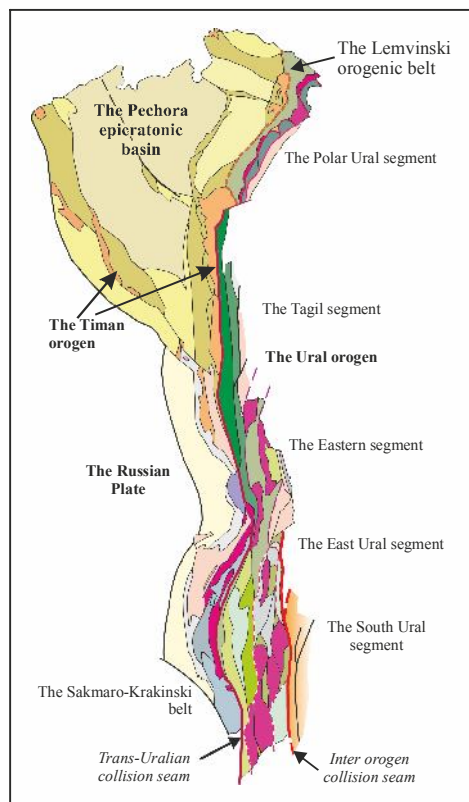 The Lemvinski
orogenic belt
The Pechora
epicratonic
basin
The Polar Ural segment
The Tagil segment
The Timan
orogen
The Ural orogen
The Eastern segment
The Russian
Plate
The East Ural segment
The South Ural
segment
The Sakmaro-Krakinski
belt
Trans-Uralian
collision seam
Inter orogen
collision seam